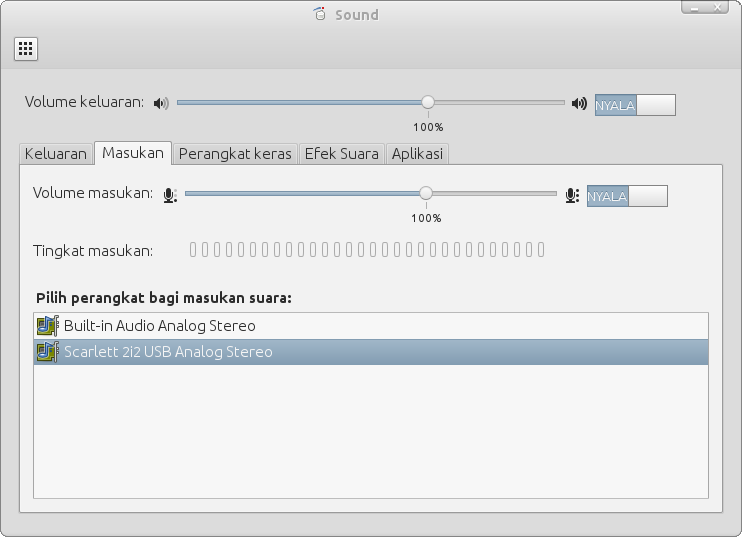 Sound
Volume keluaran:
NYALA
100%
Keluaran Masukan Perangkat keras Efek Suara Aplikasi
Volume masukan:
NYALA
100%
Tingkat masukan:
Pilih perangkat bagi masukan suara:
Built-in Audio Analog Stereo
Scarlett 2i2 USB Analog Stereo